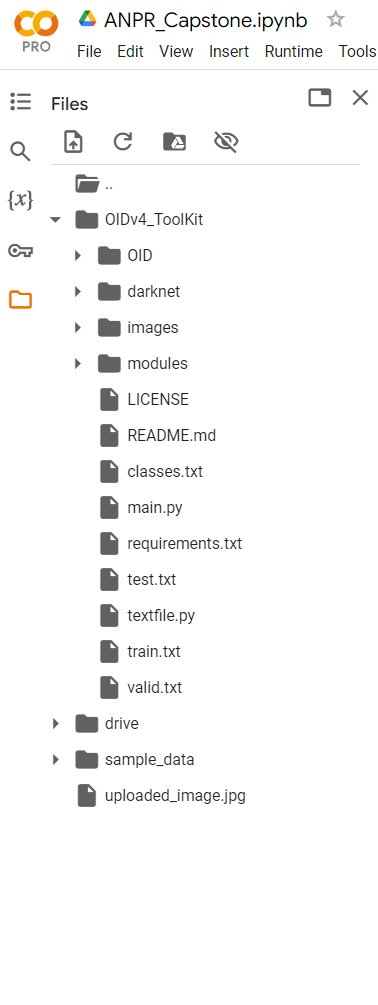 CO
PRO
ANPR_Capstone.ipynb
File Edit View Insert Runtime Tools
Files
{x}
..
OIDv4_ToolKit
OID
darknet
images
modules
LICENSE
README.md
classes.txt
main.py
requirements.txt
test.txt
textfile.py
train.txt
valid.txt
drive
sample_data
uploaded_image.jpg